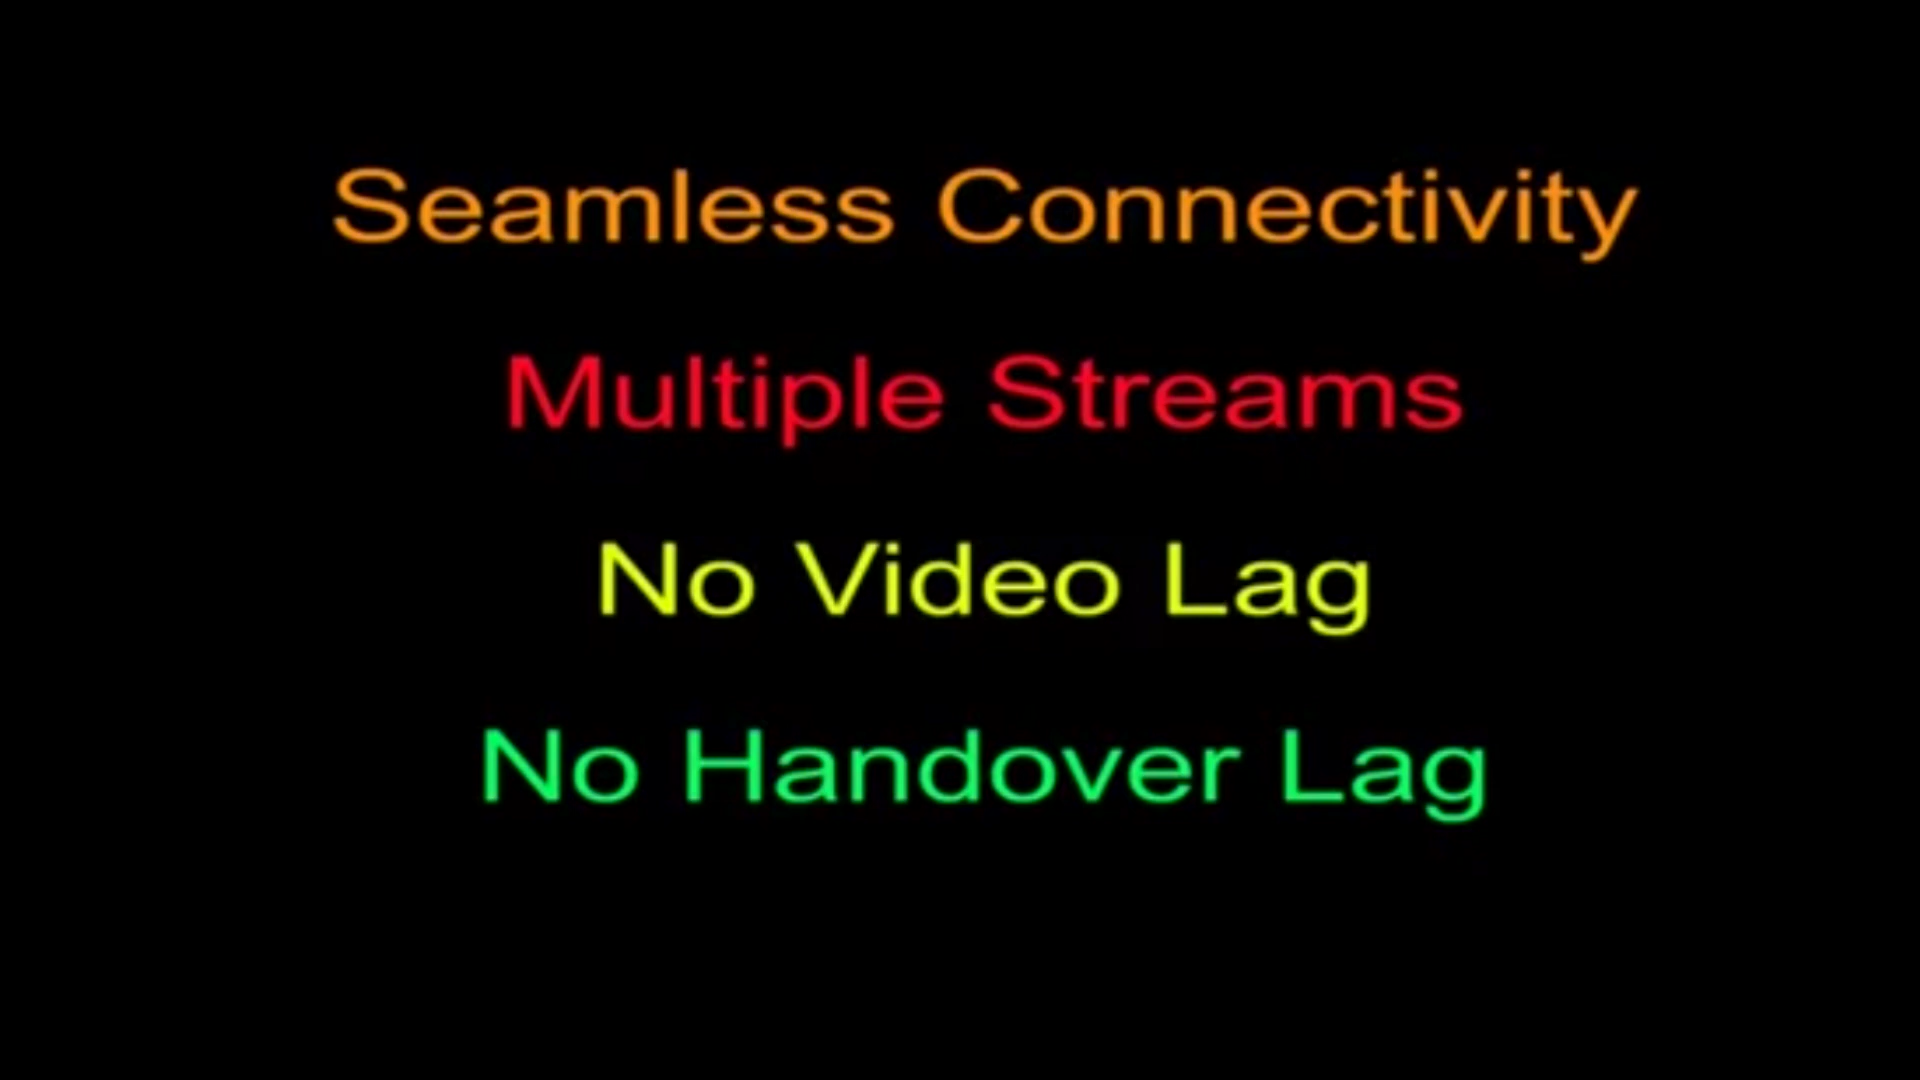 Seamless Connectivity
Multiple Streams
No Video Lag
No Handover Lag